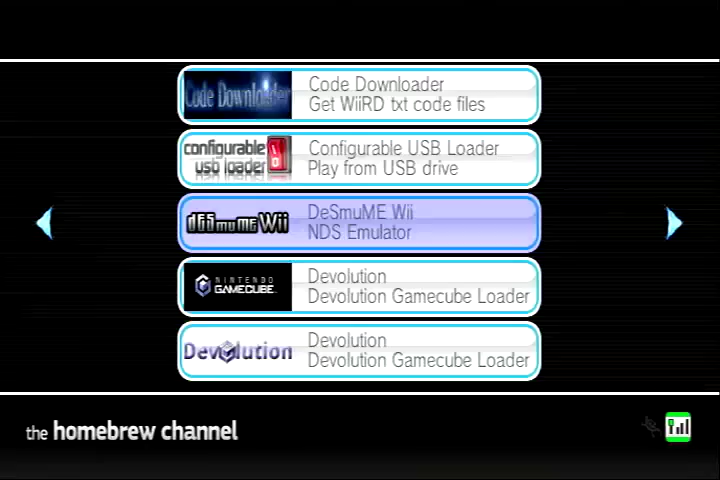 Code Downloader
Code Downloader
Get WiiRD txt code files
configurable
usb loader
Configurable USB Loader
Play from USB drive
deSmuME Wii
DeSmuME Wii
NDS Emulator
NINTENDO
GAMECUBE
Devolution
Devolution Gamecube Loader
Devolution
Devolution
Devolution Gamecube Loader
the homebrew channel